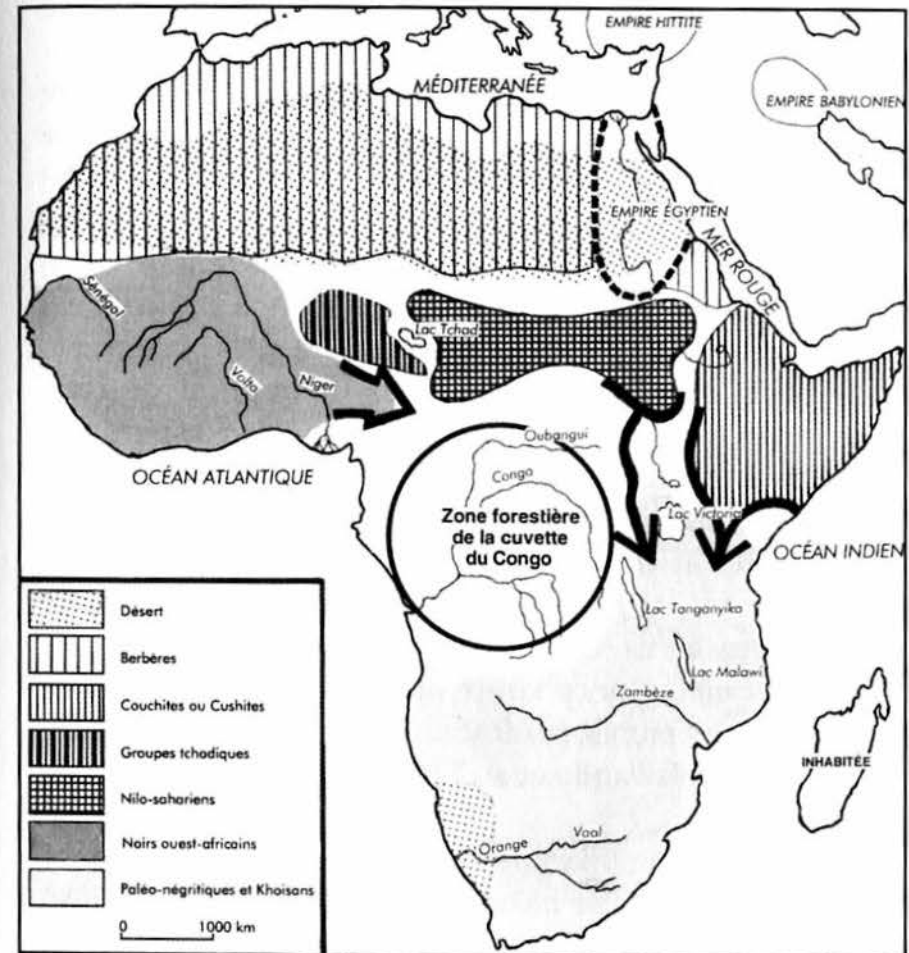 EMPIRE HITTITE
MÉDITERRANÉE
EMPIRE BABYLONIEN
EMPIRE ÉGYPTIEN
MER ROUGE
Sénégal
Lac Tchad
Volta
Niger
OCÉAN ATLANTIQUE
Oubangui
Congo
Lac Victoria
Zone forestière
de la cuvette
du Congo
OCÉAN INDIEN
Lac Tanganyika
Lac Malawi
Zambèze
INHABITÉE
Orange
Vaal
Désert
Berbères
Couchites ou Cushites
Groupes tchadiques
Nilo-sahariens
Noirs ouest-africains
Paléo-négritiques et Khoisans
0 1000 km